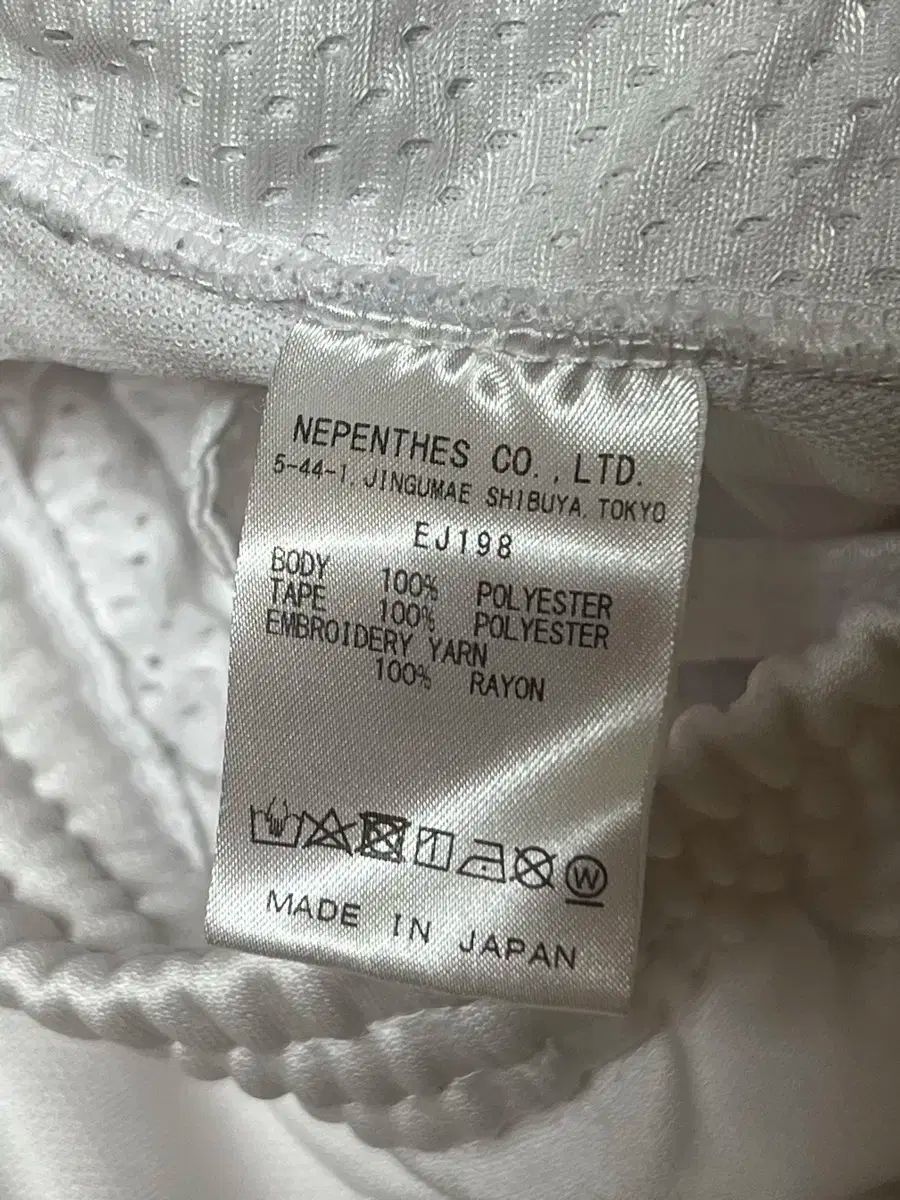 NEPENTHES CO., LTD.
5-44-1, JINGUMAE SHIBUYA, TOKYO
EJ198
BODY 100% POLYESTER
TAPE 100% POLYESTER
EMBROIDERY YARN
100% RAYON
W
MADE IN JAPAN